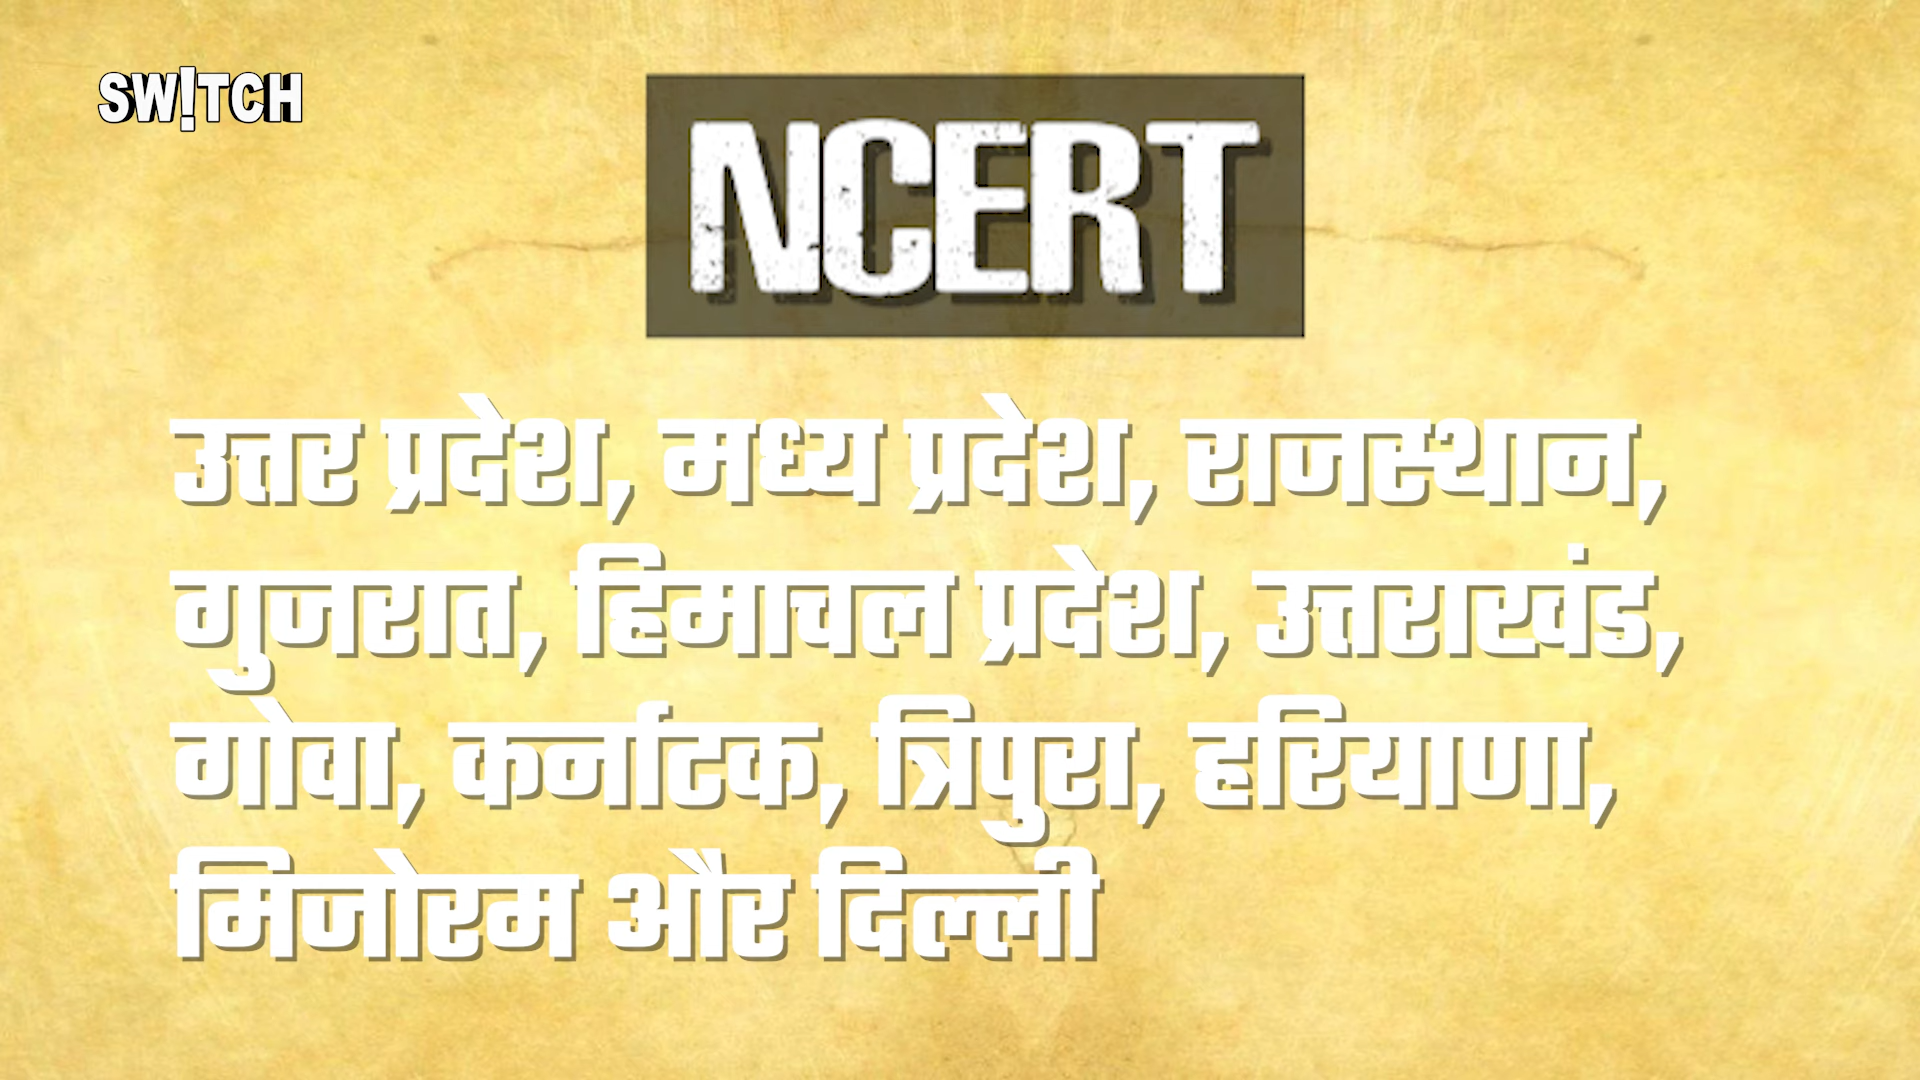 SW!TCH
NCERT
उत्तर प्रदेश, मध्य प्रदेश, राजस्थान,
गुजरात, हिमाचल प्रदेश, उत्तराखंड,
गोवा, कर्नाटक, त्रिपुरा, हरियाणा,
मिजोरम और दिल्ली